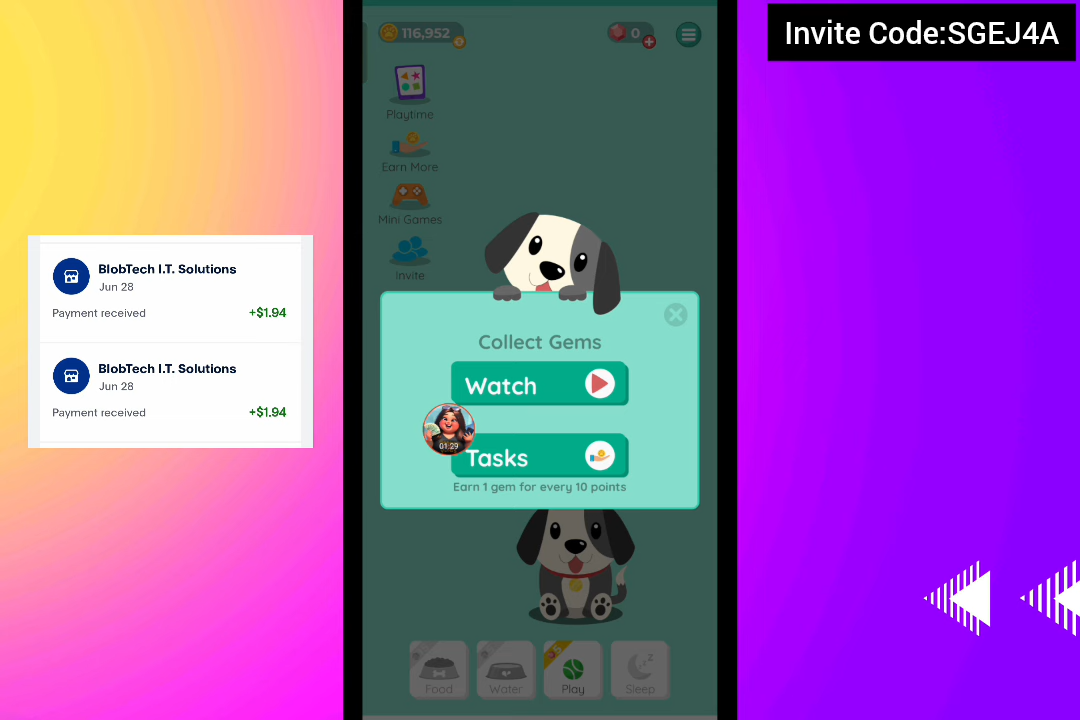 Invite Code:SGEJ4A
116,952
0
Playtime
Earn More
Mini Games
Invite
BlobTech I.T. Solutions
Jun 28
Payment received
+$1.94
BlobTech I.T. Solutions
Jun 28
Payment received
+$1.94
Collect Gems
Watch
01:29
Tasks
Earn 1 gem for every 10 points
Food
Water
Play
Sleep